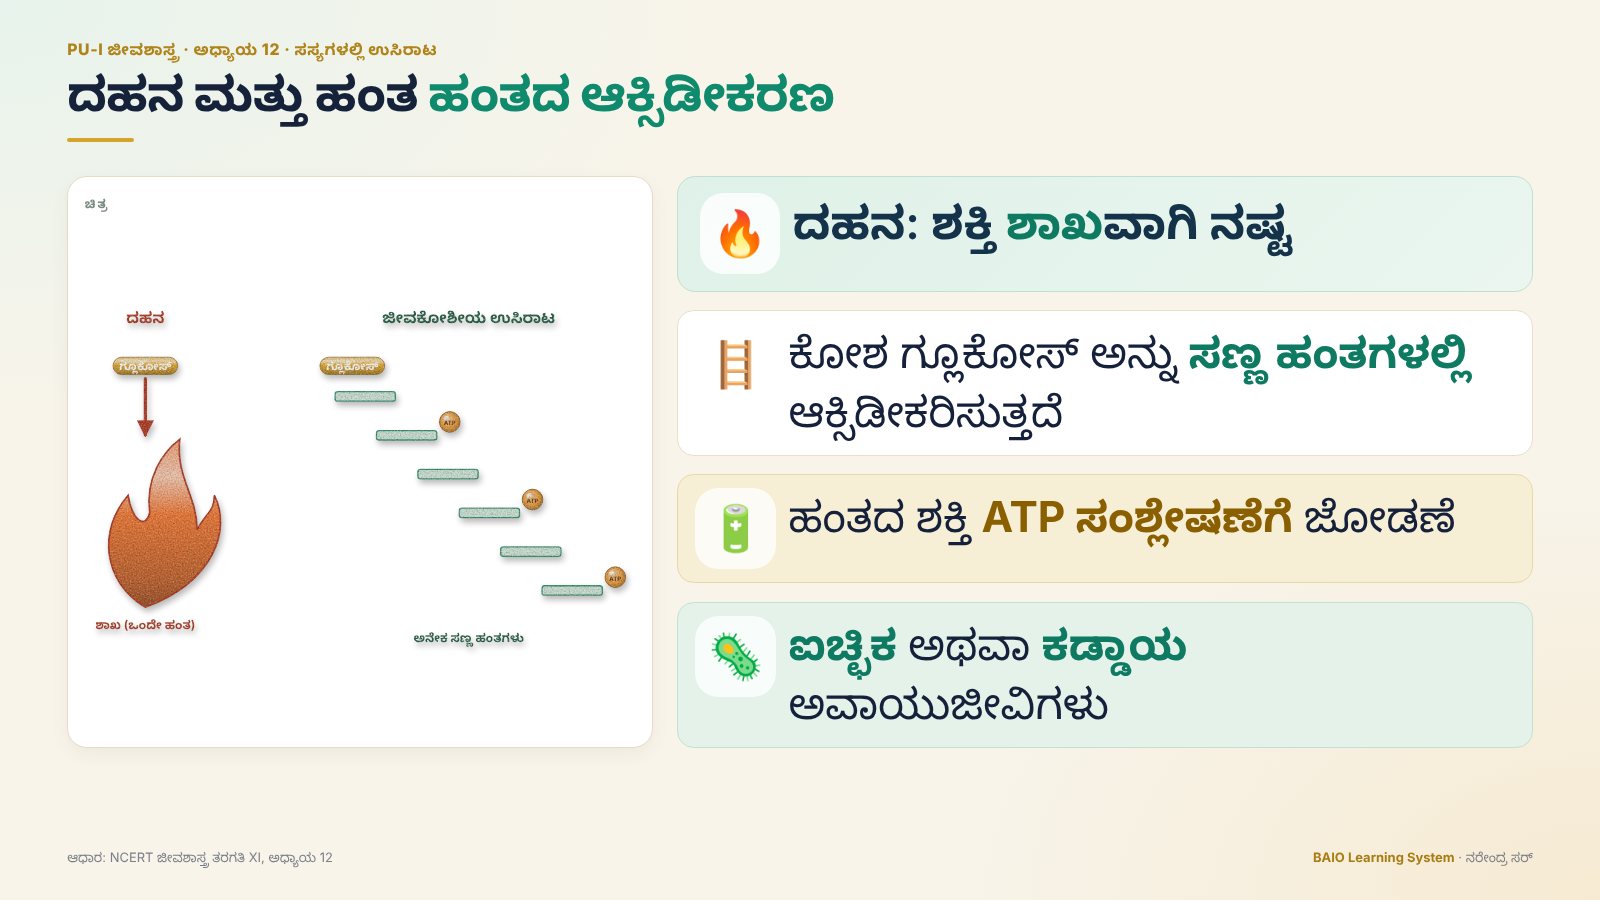 PU-I ಜೀವಶಾಸ್ತ್ರ · ಅಧ್ಯಾಯ 12 · ಸಸ್ಯಗಳಲ್ಲಿ ಉಸಿರಾಟ
ದಹನ ಮತ್ತು ಹಂತ ಹಂತದ ಆಕ್ಸಿಡೀಕರಣ
ಚಿತ್ರ
ದಹನ
ಜೀವಕೋಶೀಯ ಉಸಿರಾಟ
ಗ್ಲೂಕೋಸ್
ಗ್ಲೂಕೋಸ್
ATP
ATP
ATP
ಶಾಖ (ಒಂದೇ ಹಂತ)
ಅನೇಕ ಸಣ್ಣ ಹಂತಗಳು
ದಹನ: ಶಕ್ತಿ ಶಾಖವಾಗಿ ನಷ್ಟ
ಕೋಶ ಗ್ಲೂಕೋಸ್ ಅನ್ನು ಸಣ್ಣ ಹಂತಗಳಲ್ಲಿ
ಆಕ್ಸಿಡೀಕರಿಸುತ್ತದೆ
ಹಂತದ ಶಕ್ತಿ ATP ಸಂಶ್ಲೇಷಣೆಗೆ ಜೋಡಣೆ
ಐಚ್ಛಿಕ ಅಥವಾ ಕಡ್ಡಾಯ
ಅವಾಯುಜೀವಿಗಳು
ಆಧಾರ: NCERT ಜೀವಶಾಸ್ತ್ರ ತರಗತಿ XI, ಅಧ್ಯಾಯ 12
BAIO Learning System · ನರೇಂದ್ರ ಸರ್